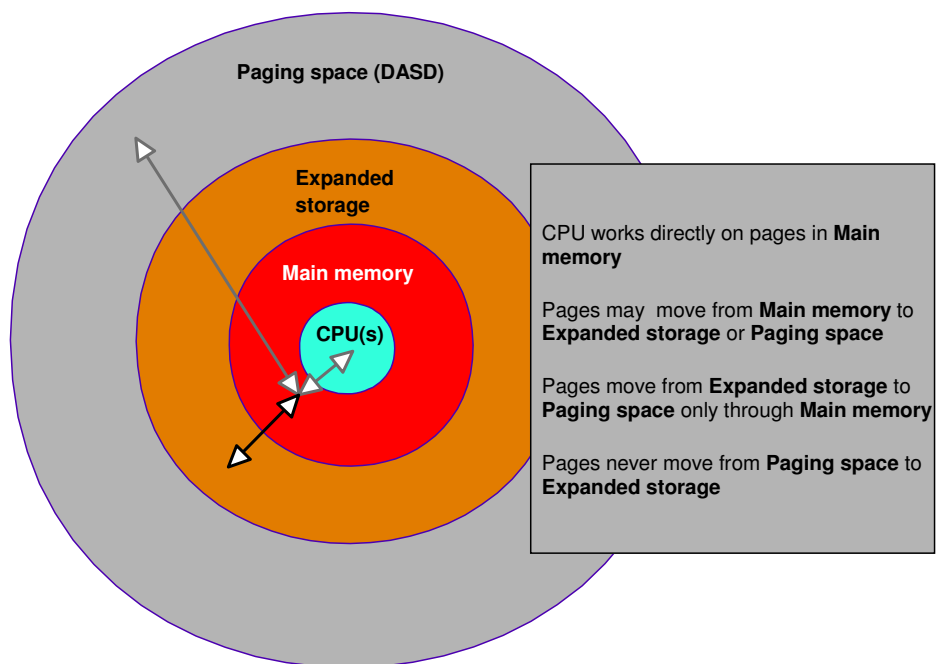 Paging space (DASD)
Expanded
storage
Main memory
CPU(s)
CPU works directly on pages in Main
memory
Pages may move from Main memory to
Expanded storage or Paging space
Pages move from Expanded storage to
Paging space only through Main memory
Pages never move from Paging space to
Expanded storage